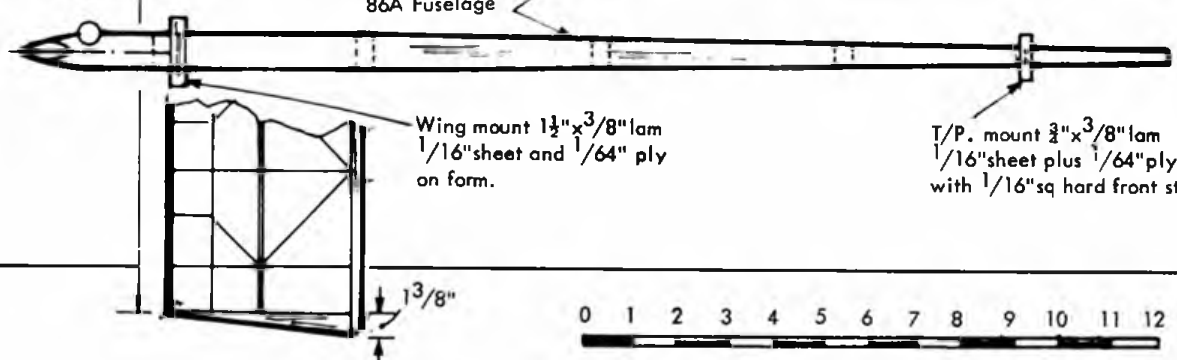 86A Fuselage
Wing mount 1½"x3/8"lam
1/16"sheet and 1/64" ply
on form.
T/P. mount ¾"x3/8"lam
1/16"sheet plus 1/64"ply
with 1/16"sq hard front
1 3/8"
0 1 2 3 4 5 6 7 8 9 10 11 12